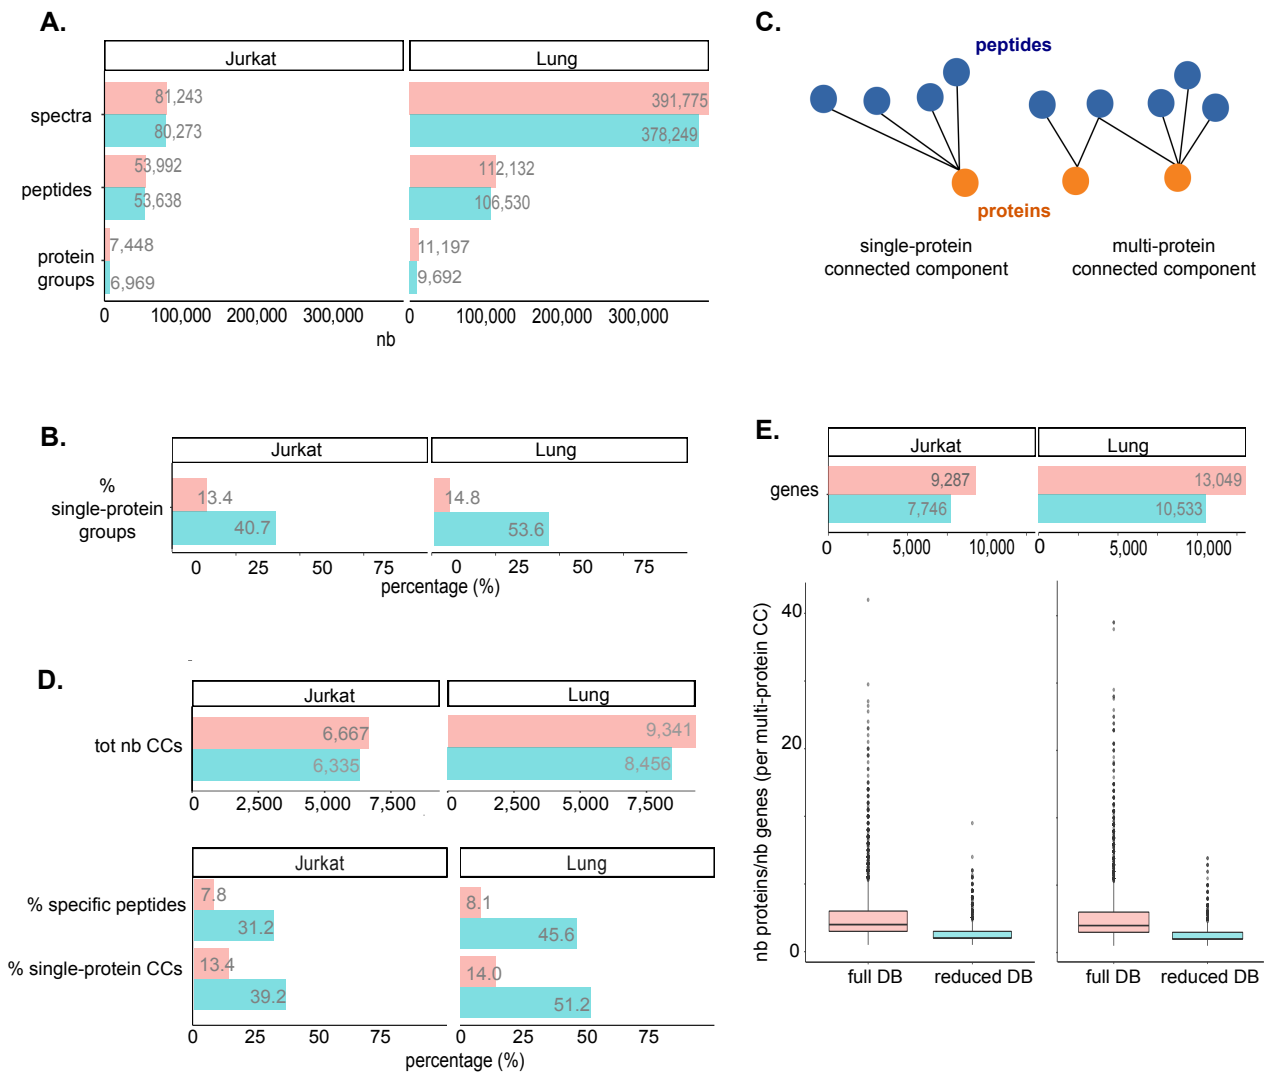 A.
Jurkat
Lung
spectra
81,243
80,273
391,775
378,249
peptides
53,992
53,638
112,132
106,530
protein
groups
7,448
6,969
11,197
9,692
0
100,000
200,000
300,000
0
100,000
200,000
300,000
nb
C.
peptides
proteins
single-protein
connected component
multi-protein
connected component
B.
Jurkat
Lung
%
single-protein
groups
13.4
40.7
14.8
53.6
0
25
50
75
0
25
50
75
percentage (%)
D.
Jurkat
Lung
tot nb CCs
6,667
6,335
9,341
8,456
0
2,500
5,000
7,500
0
2,500
5,000
7,500
Jurkat
Lung
% specific peptides
7.8
31.2
8.1
45.6
% single-protein CCs
13.4
39.2
14.0
51.2
0
25
50
75
0
25
50
75
percentage (%)
E.
Jurkat
Lung
genes
9,287
7,746
13,049
10,533
0
5,000
10,000
0
5,000
10,000
nb proteins/nb genes (per multi-protein CC)
40
20
0
full DB
reduced DB
full DB
reduced DB